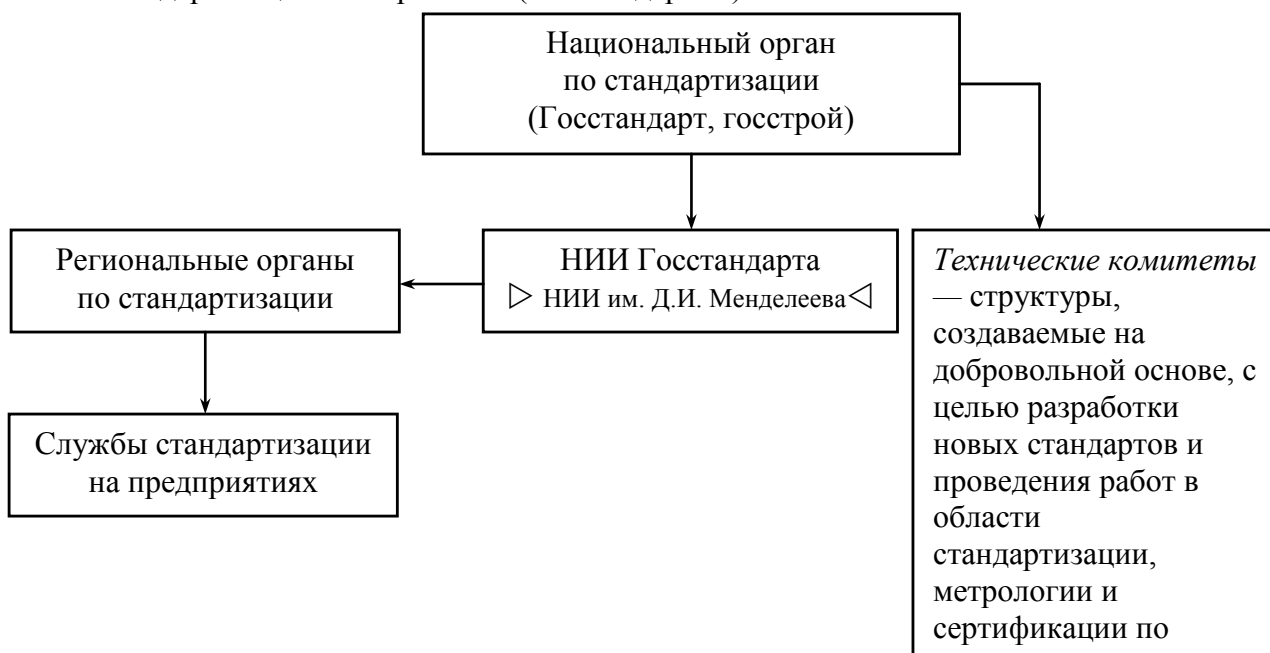 Национальный орган
по стандартизации
(Госстандарт, госстрой)
Региональные органы
по стандартизации
НИИ Госстандарта
▷ НИИ им. Д.И. Менделеева ◁
Технические комитеты
— структуры,
создаваемые на
добровольной основе, с
целью разработки
новых стандартов и
проведения работ в
области
стандартизации,
метрологии и
сертификации по
Службы стандартизации
на предприятиях